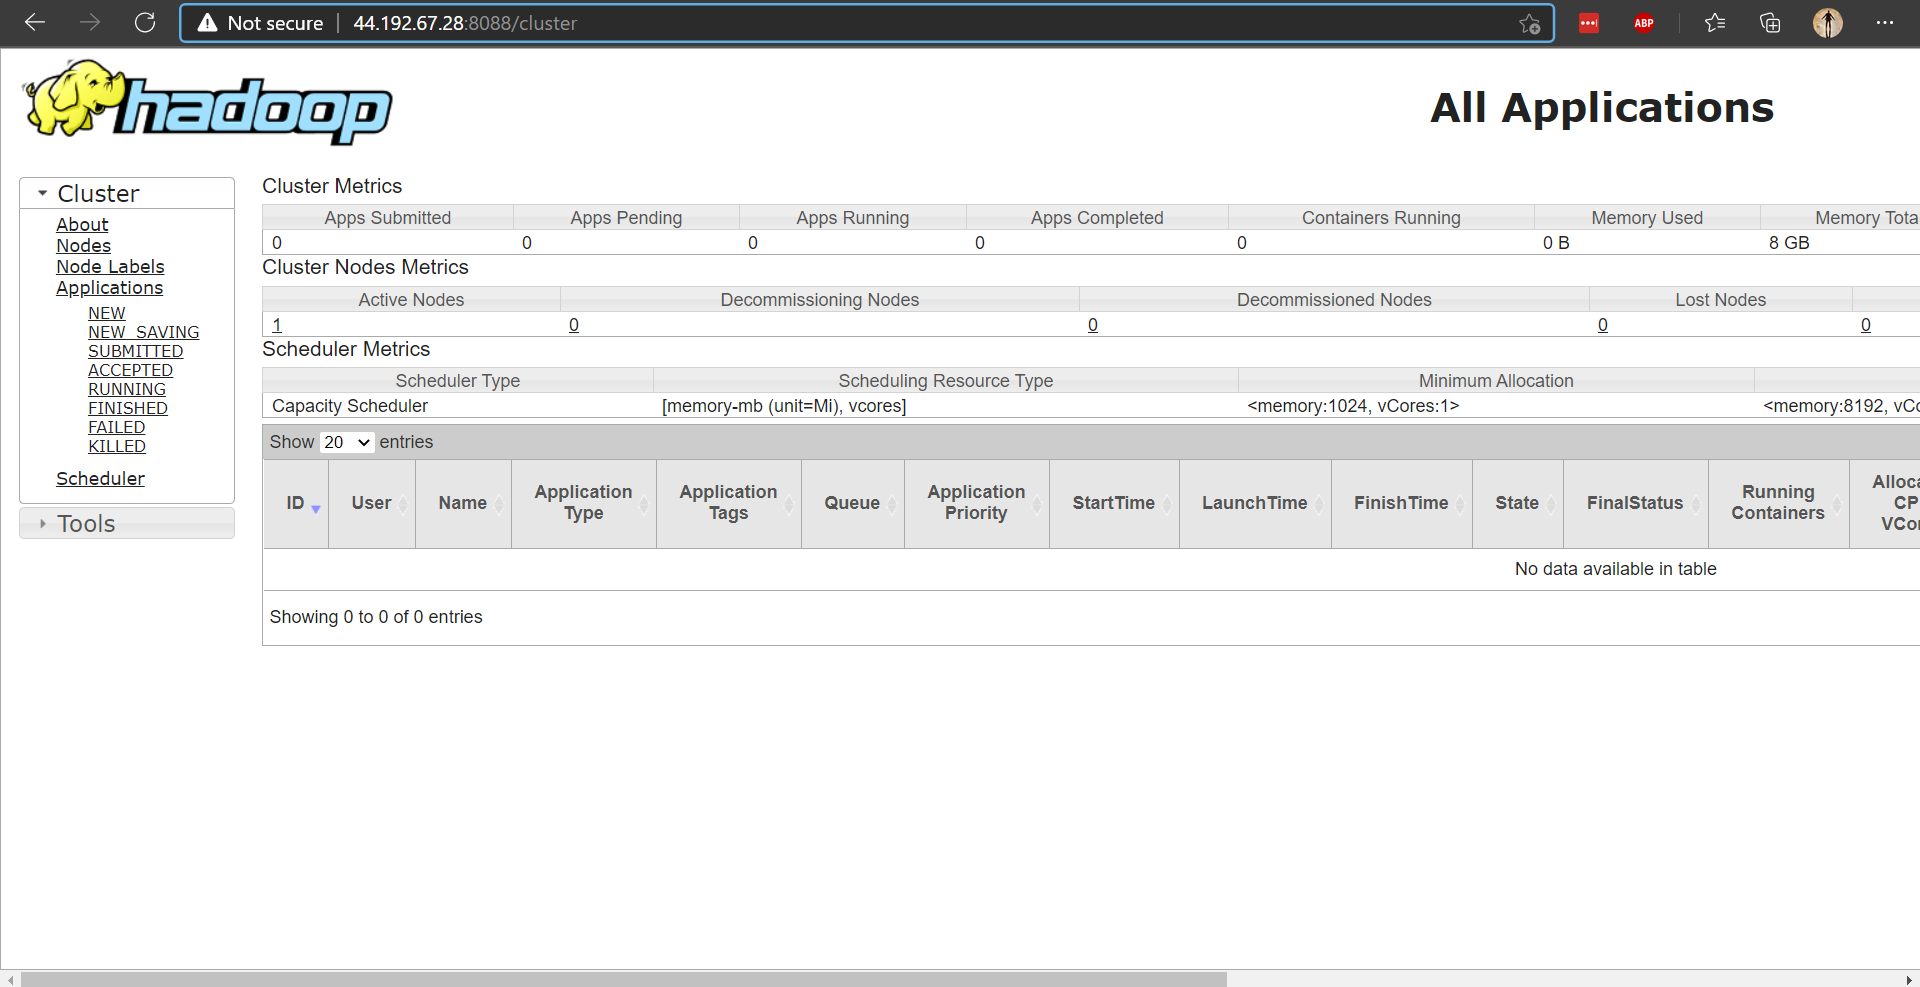 Not secure 44.192.67.28:8088/cluster
ABP
hadoop
All Applications
Cluster
About
Nodes
Node Labels
Applications
NEW
NEW_SAVING
SUBMITTED
ACCEPTED
RUNNING
FINISHED
FAILED
KILLED
Scheduler
Tools
Cluster Metrics
Apps Submitted Apps Pending Apps Running Apps Completed Containers Running Memory Used Memory Tota
0 0 0 0 0 0 B 8 GB
Cluster Nodes Metrics
Active Nodes Decommissioning Nodes Decommissioned Nodes Lost Nodes
1 0 0 0 0
Scheduler Metrics
Scheduler Type Scheduling Resource Type Minimum Allocation
Capacity Scheduler [memory-mb (unit=Mi), vcores] <memory:1024, vCores:1> <memory:8192, vCo
Show 20 entries
ID User Name Application Type Application Tags Queue Application Priority StartTime LaunchTime FinishTime State FinalStatus Running Containers Alloca CP VCor
No data available in table
Showing 0 to 0 of 0 entries